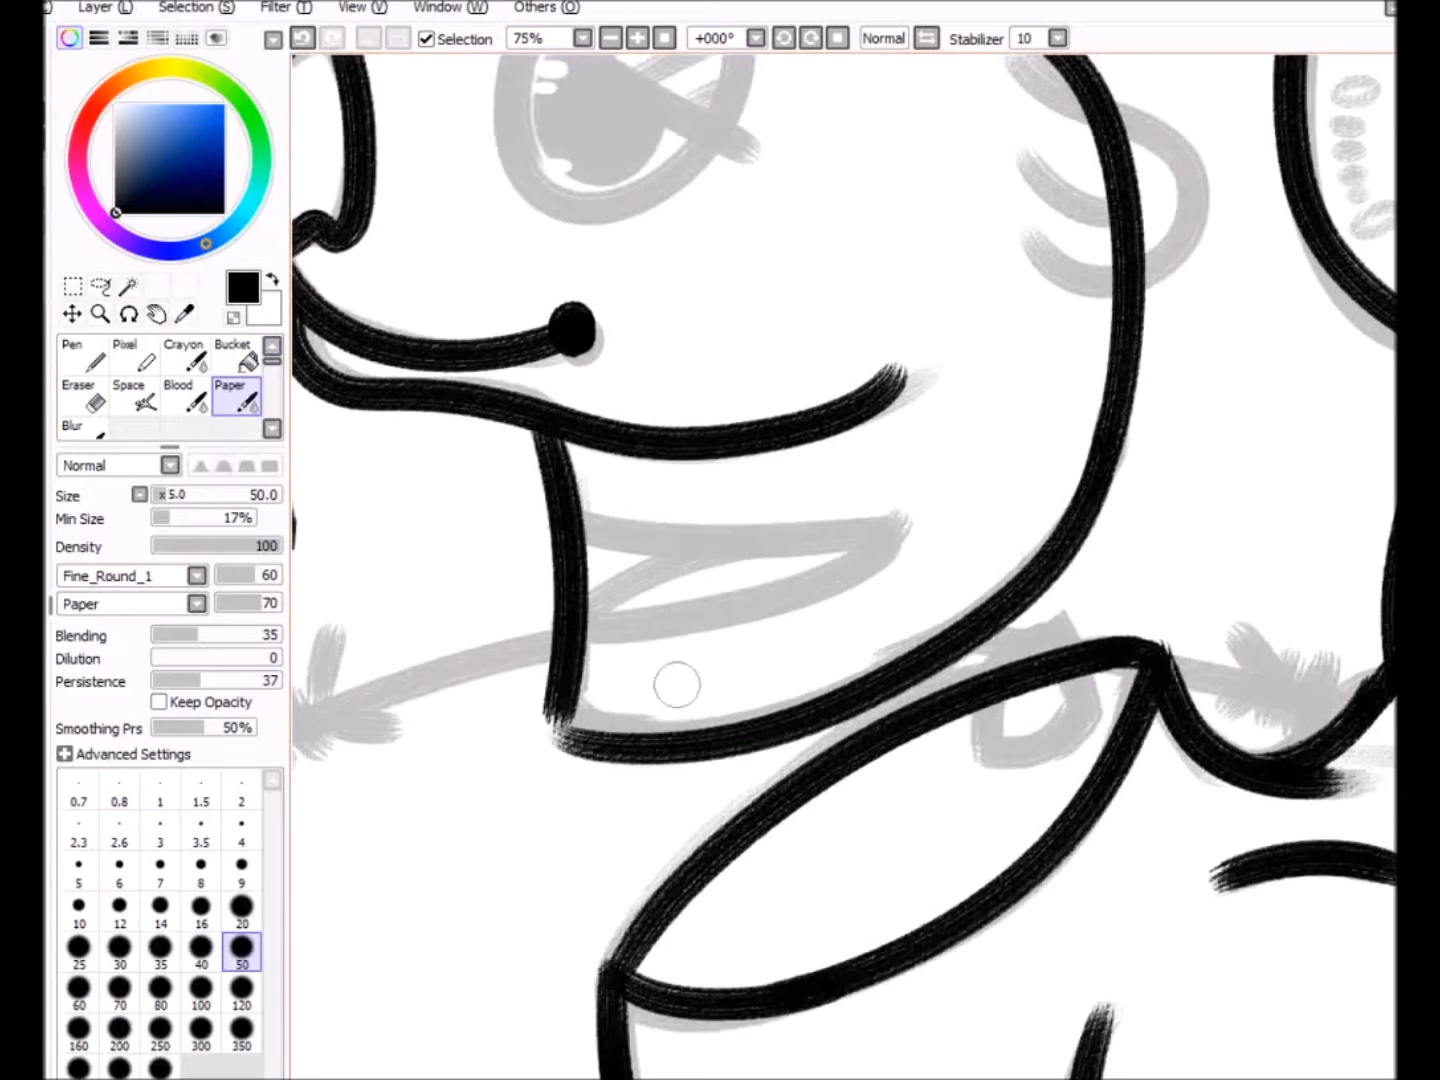 Layer (L) Selection (S) Filter (T) View (V) Window (W) Others (O)
Selection 75% +000° Normal Stabilizer 10
Pen Pixel Crayon Bucket
Eraser Space Blood Paper
Blur
Normal
Size x 5.0 50.0
Min Size 17%
Density 100
Fine_Round_1 60
Paper 70
Blending 35
Dilution 0
Persistence 37
Keep Opacity
Smoothing Prs 50%
Advanced Settings
0.7 0.8 1 1.5 2
2.3 2.6 3 3.5 4
5 6 7 8 9
10 12 14 16 20
25 30 35 40 50
60 70 80 100 120
160 200 250 300 350